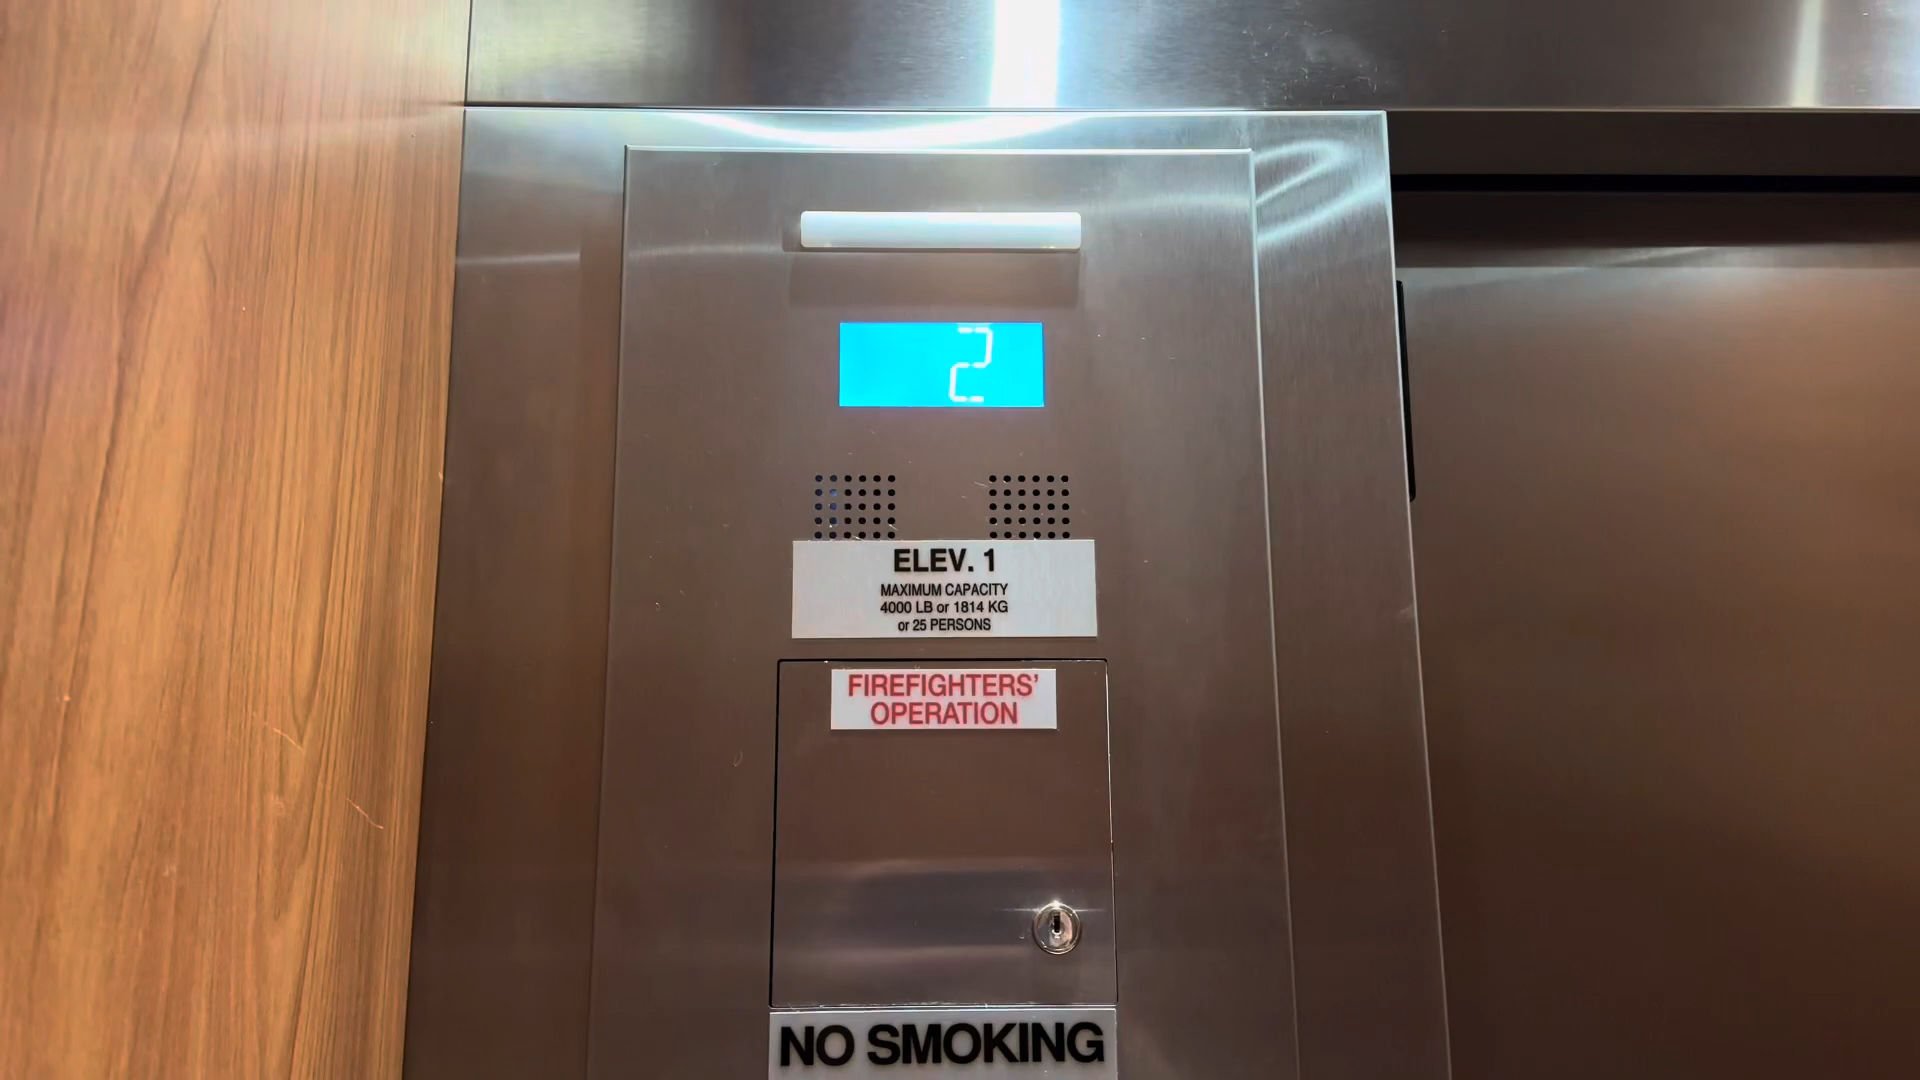 2
ELEV. 1
MAXIMUM CAPACITY
4000 LB or 1814 KG
or 25 PERSONS
FIREFIGHTERS'
OPERATION
NO SMOKING